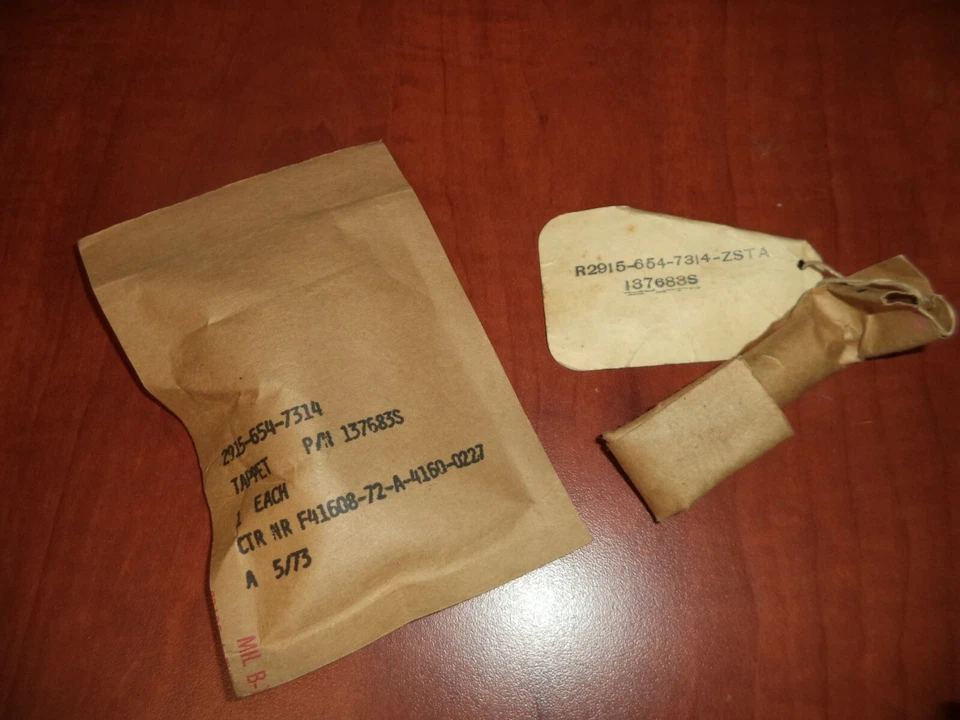 2915-654-7314
TAPPET P/N 137683S
1 EACH
CTR NR F41608-72-A-4160-0227
A 5/73
MIL B-
R2915-654-7314-ZSTA
137683S